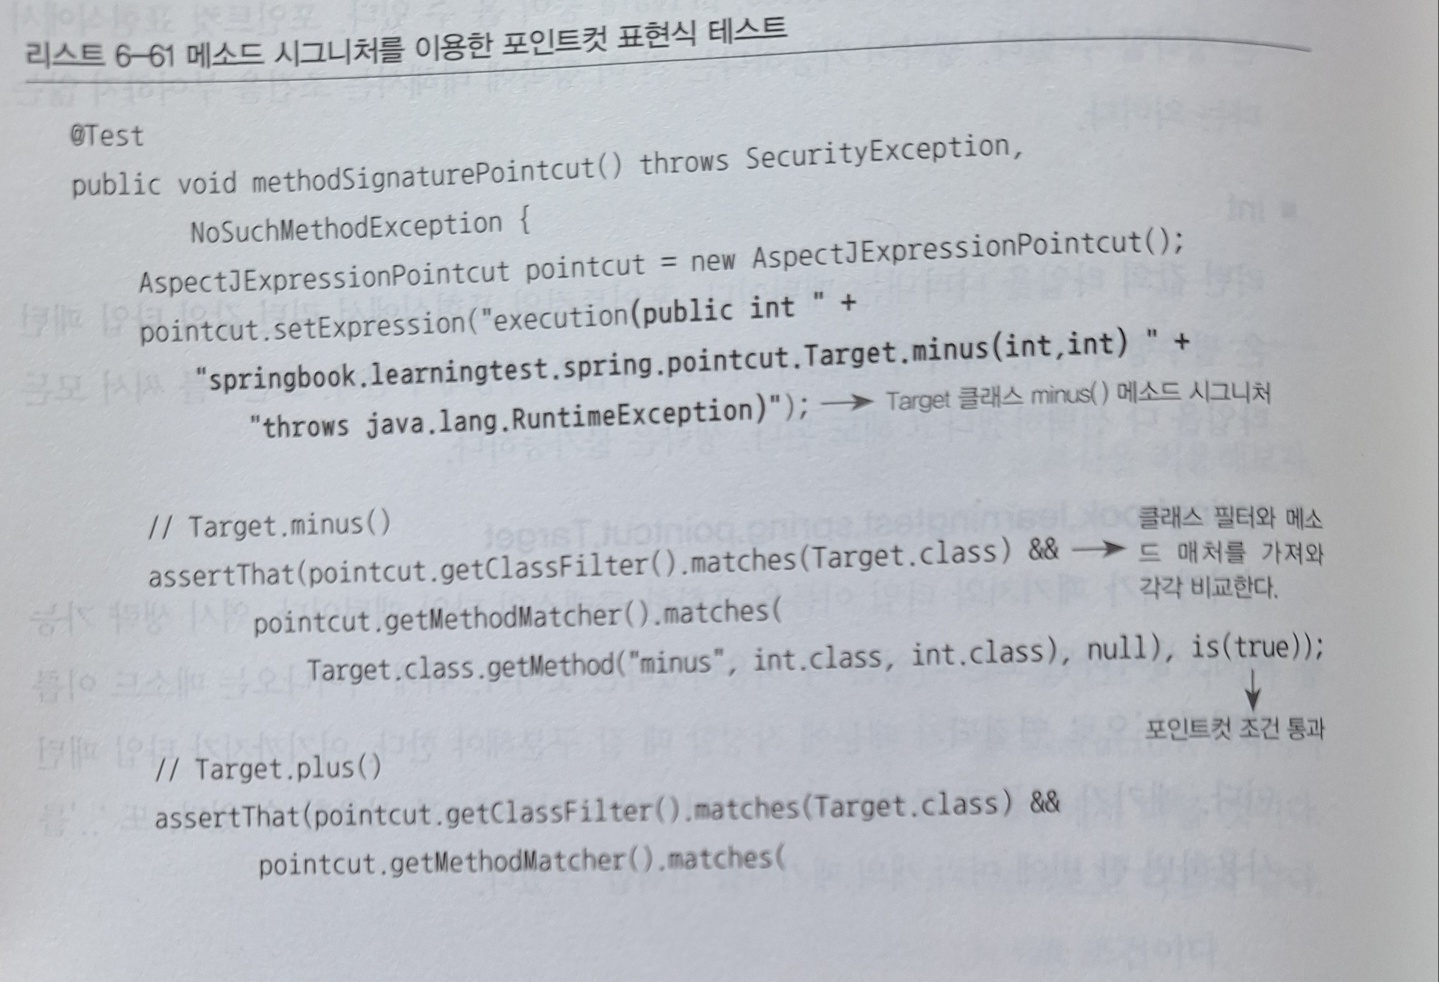 리스트 6-61 메소드 시그니처를 이용한 포인트컷 표현식 테스트
@Test
public void methodSignaturePointcut() throws SecurityException,
NoSuchMethodException {
AspectJExpressionPointcut pointcut = new AspectJExpressionPointcut();
pointcut.setExpression("execution(public int " +
"springbook.learningtest.spring.pointcut.Target.minus(int,int) " +
"throws java.lang.RuntimeException)"); → Target 클래스 minus() 메소드 시그니처
// Target.minus()
assertThat(pointcut.getClassFilter().matches(Target.class) && →
클래스 필터와 메소
드 매처를 가져와
각각 비교한다.
pointcut.getMethodMatcher().matches(
Target.class.getMethod("minus", int.class, int.class), null), is(true));
포인트컷 조건 통과
// Target.plus()
assertThat(pointcut.getClassFilter().matches(Target.class) &&
pointcut.getMethodMatcher().matches(